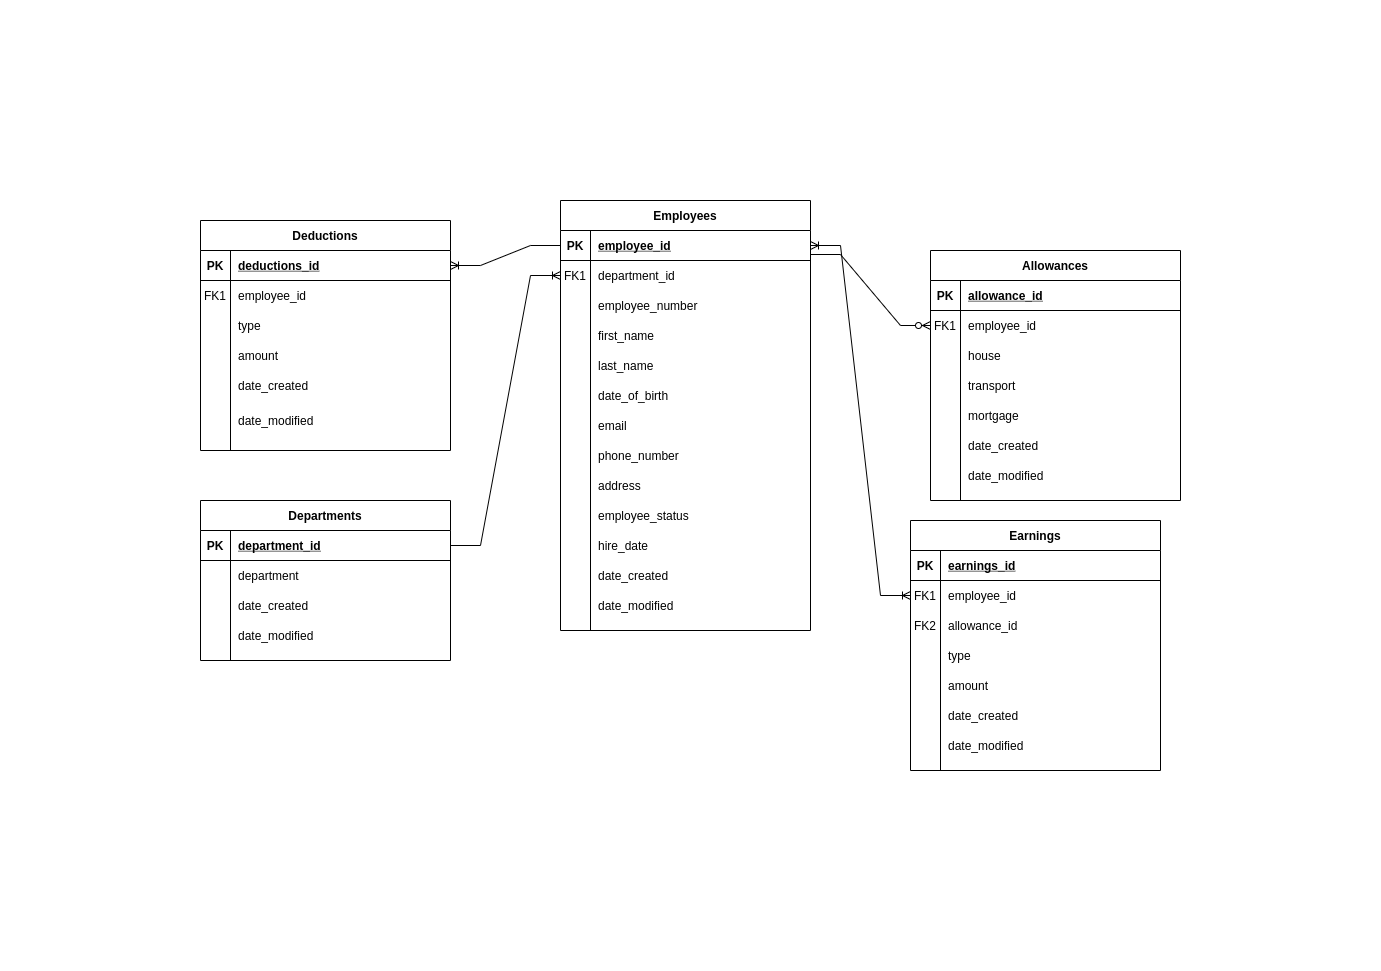 Deductions
PK deductions_id
FK1 employee_id
type
amount
date_created
date_modified
Departments
PK department_id
department
date_created
date_modified
Employees
PK employee_id
FK1 department_id
employee_number
first_name
last_name
date_of_birth
email
phone_number
address
employee_status
hire_date
date_created
date_modified
Allowances
PK allowance_id
FK1 employee_id
house
transport
mortgage
date_created
date_modified
Earnings
PK earnings_id
FK1 employee_id
FK2 allowance_id
type
amount
date_created
date_modified